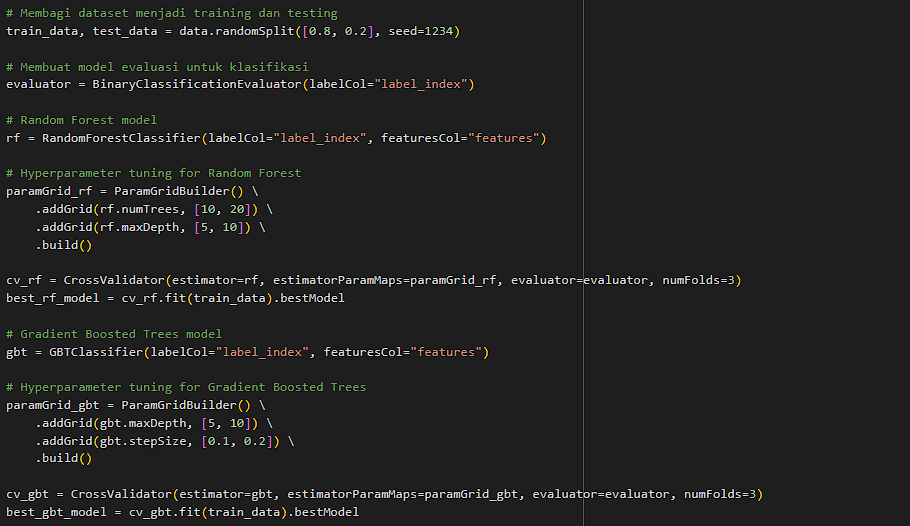 # Membagi dataset menjadi training dan testing
train_data, test_data = data.randomSplit([0.8, 0.2], seed=1234)
# Membuat model evaluasi untuk klasifikasi
evaluator = BinaryClassificationEvaluator(labelCol="label_index")
# Random Forest model
rf = RandomForestClassifier(labelCol="label_index", featuresCol="features")
# Hyperparameter tuning for Random Forest
paramGrid_rf = ParamGridBuilder() \
    .addGrid(rf.numTrees, [10, 20]) \
    .addGrid(rf.maxDepth, [5, 10]) \
    .build()
cv_rf = CrossValidator(estimator=rf, estimatorParamMaps=paramGrid_rf, evaluator=evaluator, numFolds=3)
best_rf_model = cv_rf.fit(train_data).bestModel
# Gradient Boosted Trees model
gbt = GBTClassifier(labelCol="label_index", featuresCol="features")
# Hyperparameter tuning for Gradient Boosted Trees
paramGrid_gbt = ParamGridBuilder() \
    .addGrid(gbt.maxDepth, [5, 10]) \
    .addGrid(gbt.stepSize, [0.1, 0.2]) \
    .build()
cv_gbt = CrossValidator(estimator=gbt, estimatorParamMaps=paramGrid_gbt, evaluator=evaluator, numFolds=3)
best_gbt_model = cv_gbt.fit(train_data).bestModel